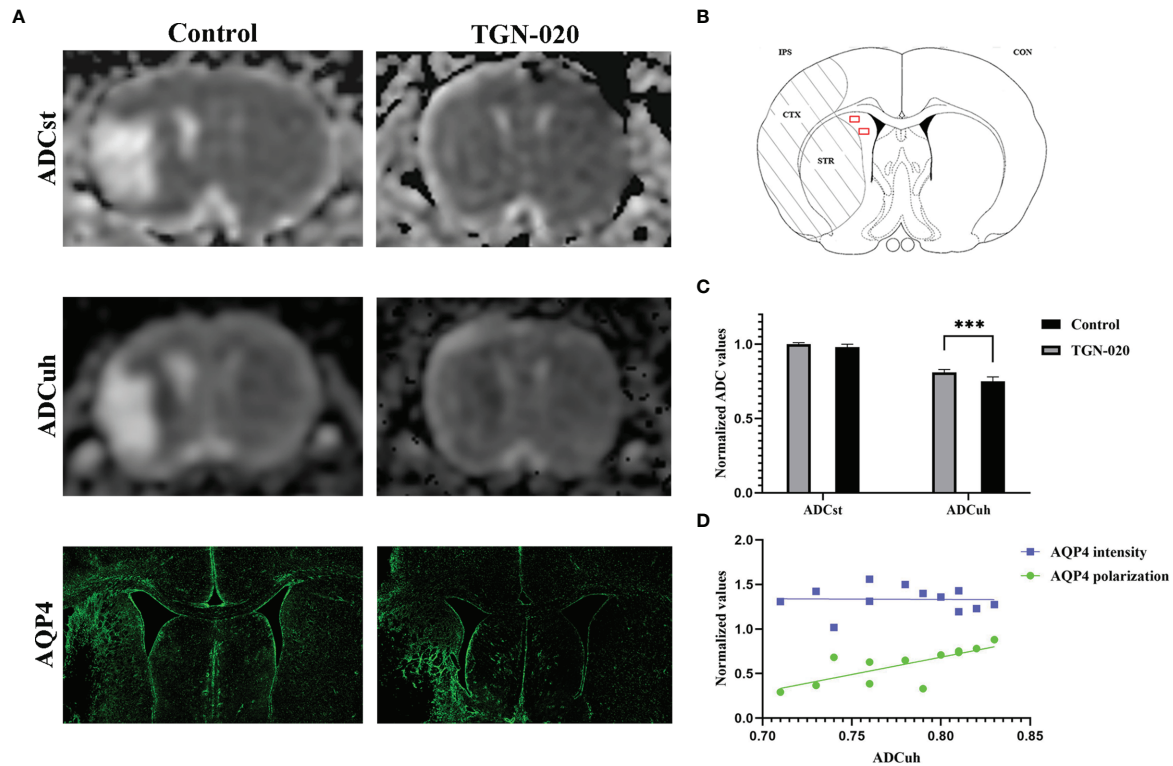 A
Control
TGN-020
ADCst
ADCuh
AQP4
B
IPS
CON
CTX
STR
C
Normalized ADC values
1.0
0.5
0.0
ADCst
ADCuh
***
Control
TGN-020
D
Normalized values
2.0
1.5
1.0
0.5
0.0
0.70
0.75
0.80
0.85
ADCuh
AQP4 intensity
AQP4 polarization